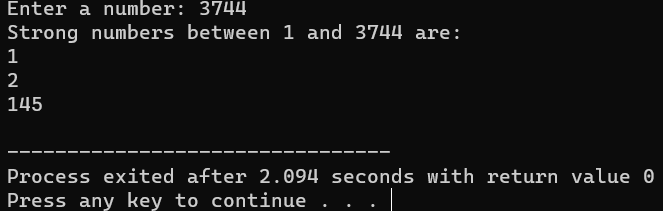 Enter a number: 3744
Strong numbers between 1 and 3744 are:
1
2
145
--------------------------------
Process exited after 2.094 seconds with return value 0
Press any key to continue . . .